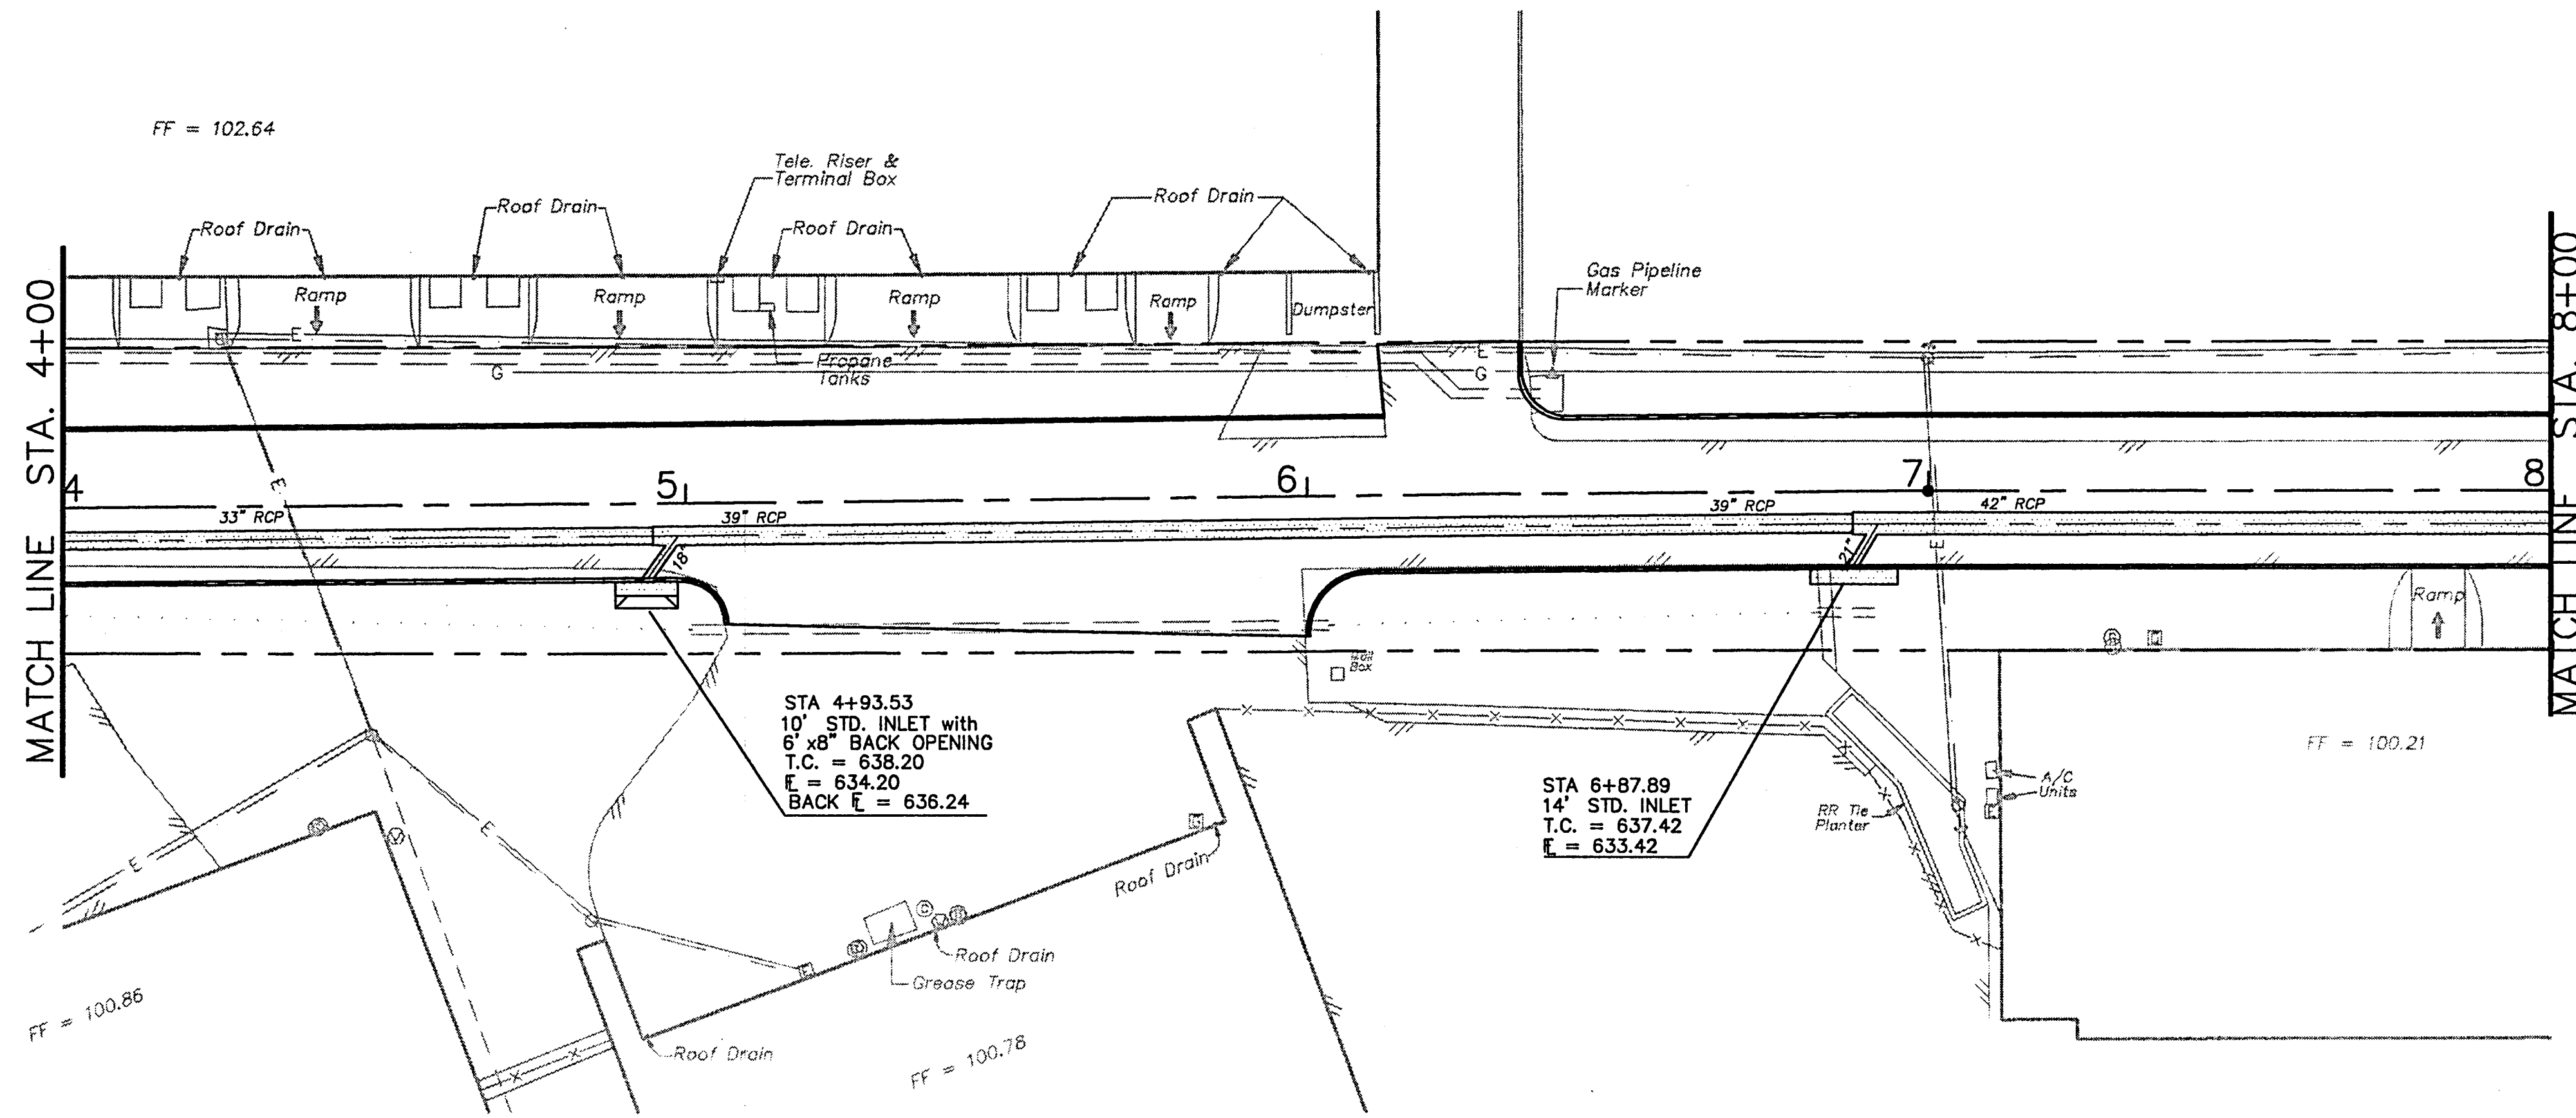 FF = 102.64
Tele. Riser &
Terminal Box
Roof Drain
Roof Drain
Roof Drain
Roof Drain
Gas Pipeline
Marker
Ramp
Ramp
Ramp
Ramp
Dumpster
E
Propane
Tanks
G
E
G
MATCH LINE STA. 4+00
MATCH LINE STA. 8+00
4
5
6
7
8
E
33" RCP
39" RCP
39" RCP
42" RCP
18"
21"
E
Ramp
Box
STA 4+93.53
10' STD. INLET with
6'x8" BACK OPENING
T.C. = 638.20
FL = 634.20
BACK FL = 636.24
STA 6+87.89
14' STD. INLET
T.C. = 637.42
FL = 633.42
FF = 100.21
A/C
Units
RR Tie
Planter
E
E
Roof Drain
Roof Drain
Grease Trap
Roof Drain
FF = 100.86
FF = 100.78